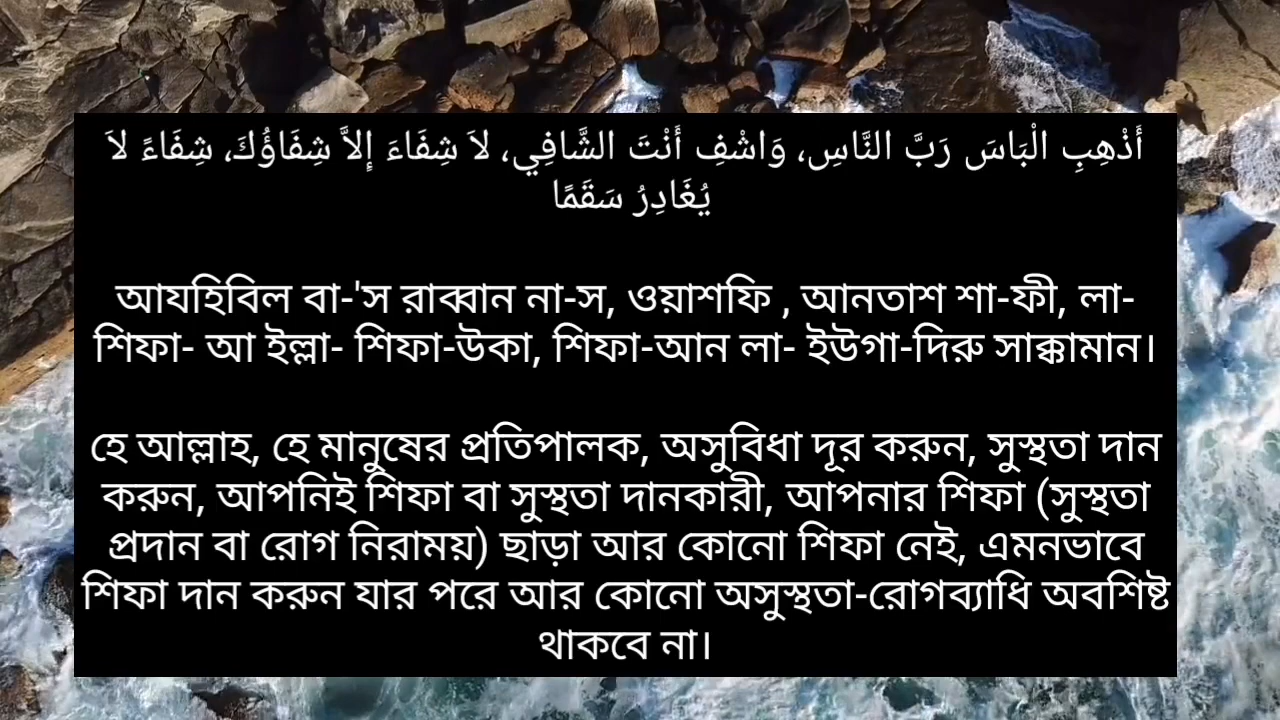 أَذْهِبِ الْبَاسَ رَبَّ النَّاسِ، وَاشْفِ أَنْتَ الشَّافِي، لاَ شِفَاءَ إِلاَّ شِفَاؤُكَ، شِفَاءً لاَ
يُغَادِرُ سَقَمًا
আযহিবিল বা-'স রাব্বান না-স, ওয়াশফি , আনতাশ শা-ফী, লা-
শিফা- আ ইল্লা- শিফা-উকা, শিফা-আন লা- ইউগা-দিরু সাক্কামান।
হে আল্লাহ, হে মানুষের প্রতিপালক, অসুবিধা দূর করুন, সুস্থতা দান
করুন, আপনিই শিফা বা সুস্থতা দানকারী, আপনার শিফা (সুস্থতা
প্রদান বা রোগ নিরাময়) ছাড়া আর কোনো শিফা নেই, এমনভাবে
শিফা দান করুন যার পরে আর কোনো অসুস্থতা-রোগব্যাধি অবশিষ্ট
থাকবে না।